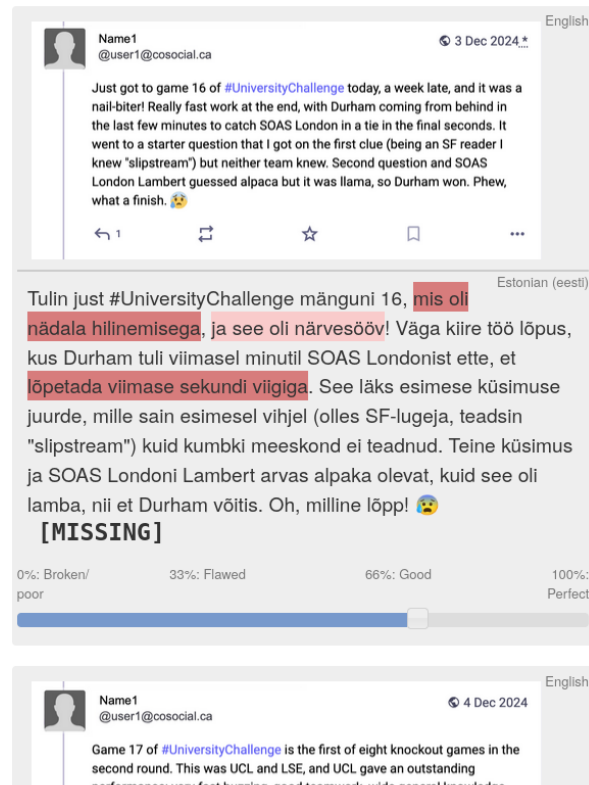 English
Name1
3 Dec 2024 *
@user1@cosocial.ca
Just got to game 16 of #UniversityChallenge today, a week late, and it was a
nail-biter! Really fast work at the end, with Durham coming from behind in
the last few minutes to catch SOAS London in a tie in the final seconds. It
went to a starter question that I got on the first clue (being an SF reader I
knew "slipstream") but neither team knew. Second question and SOAS
London Lambert guessed alpaca but it was llama, so Durham won. Phew,
what a finish. 😰
1
Estonian (eesti)
Tulin just #UniversityChallenge mänguni 16, mis oli
nädala hilinemisega, ja see oli närvesööv! Väga kiire töö lõpus,
kus Durham tuli viimasel minutil SOAS Londonist ette, et
lõpetada viimase sekundi viigiga. See läks esimese küsimuse
juurde, mille sain esimesel vihjel (olles SF-lugeja, teadsin
"slipstream") kuid kumbki meeskond ei teadnud. Teine küsimus
ja SOAS Londoni Lambert arvas alpaka olevat, kuid see oli
lamba, nii et Durham võitis. Oh, milline lõpp! 😰
[MISSING]
0%: Broken/
poor
33%: Flawed
66%: Good
100%:
Perfect
English
Name1
4 Dec 2024
@user1@cosocial.ca
Game 17 of #UniversityChallenge is the first of eight knockout games in the
second round. This was UCL and LSE, and UCL gave an outstanding